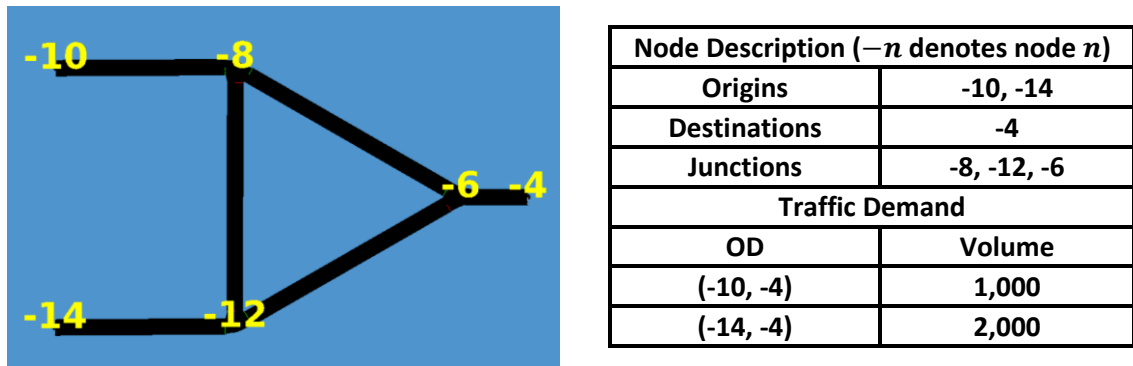 -10
-8
-6
-4
-14
-12
Node Description (−n denotes node n)
Origins -10, -14
Destinations -4
Junctions -8, -12, -6
Traffic Demand
OD Volume
(-10, -4) 1,000
(-14, -4) 2,000